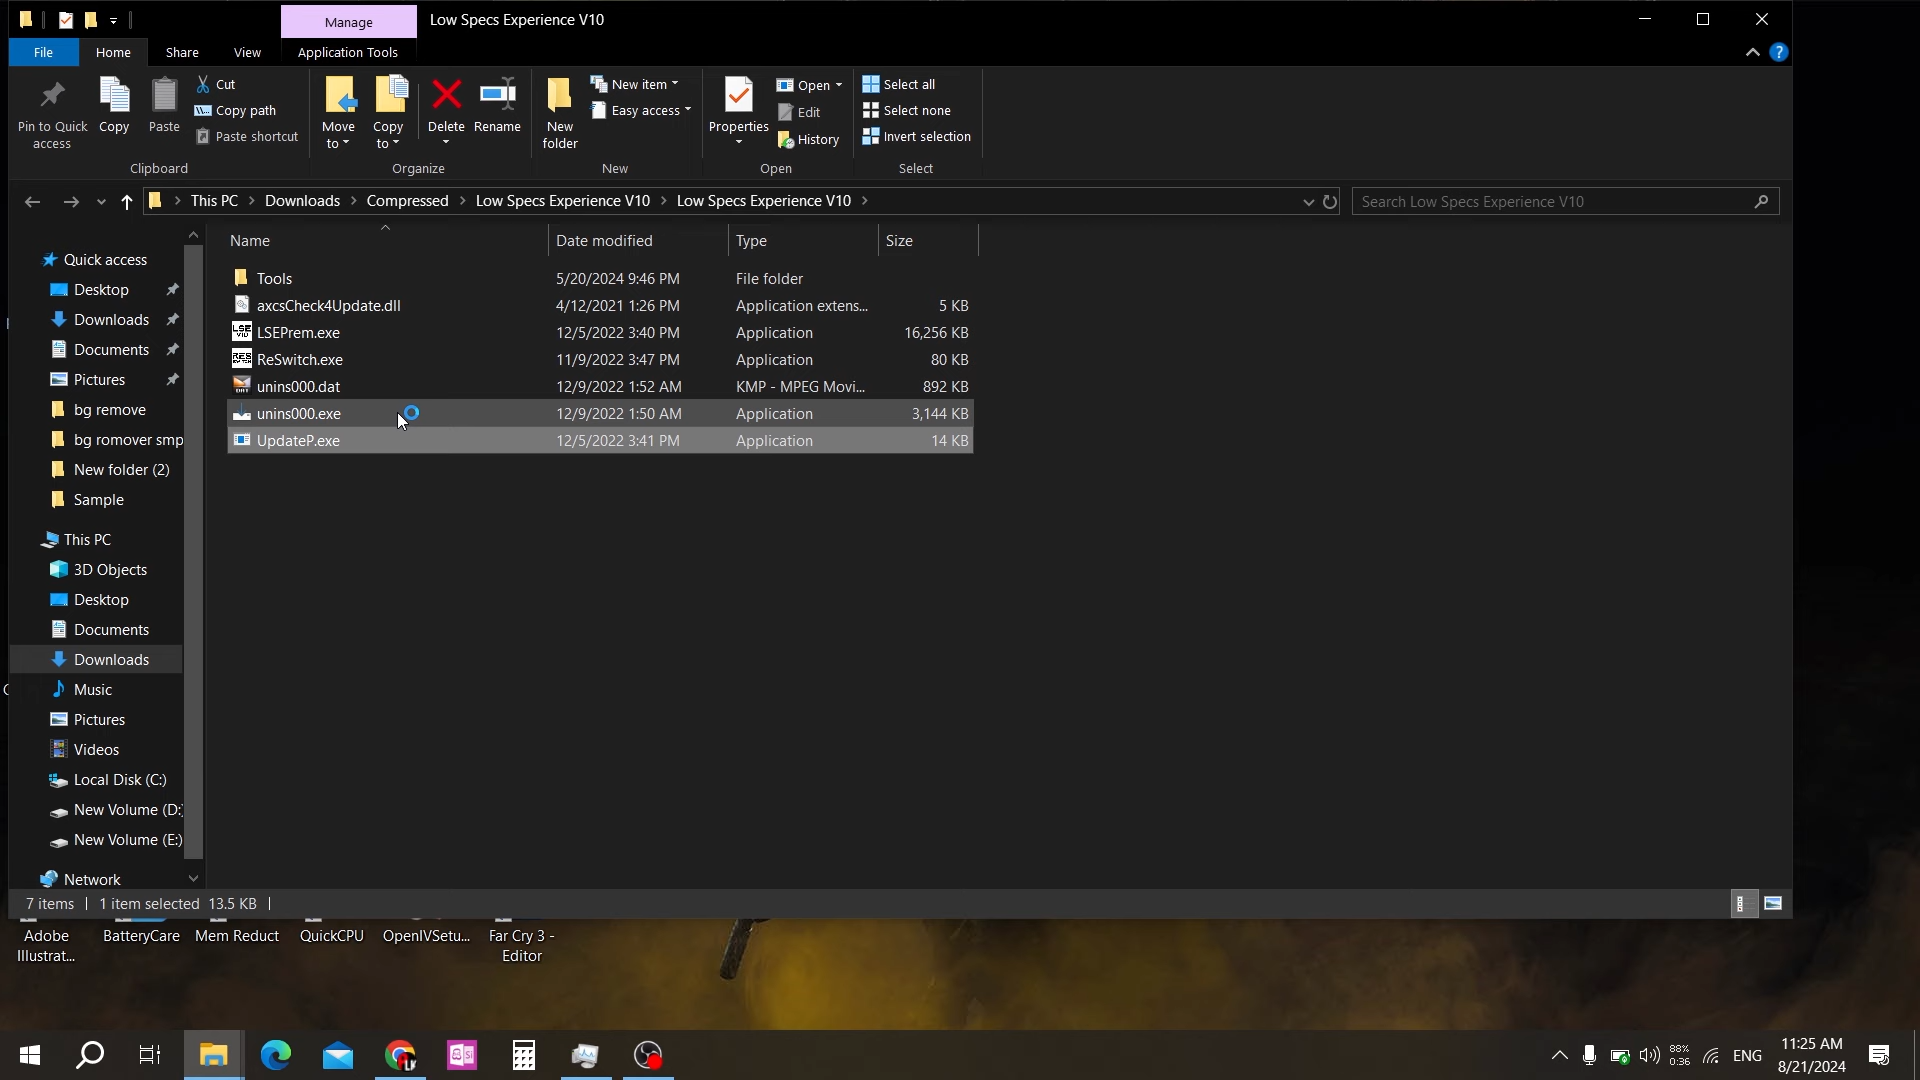 Manage
Low Specs Experience V10
File
Home
Share
View
Application Tools
Pin to Quick
access
Copy
Paste
Cut
Copy path
Paste shortcut
Clipboard
Move
to
Copy
to
Delete
Rename
Organize
New
folder
New item
Easy access
New
Properties
Open
Edit
History
Open
Select all
Select none
Invert selection
Select
This PC
Downloads
Compressed
Low Specs Experience V10
Low Specs Experience V10
Search Low Specs Experience V10
Name
Date modified
Type
Size
Tools 5/20/2024 9:46 PM File folder
axcsCheck4Update.dll 4/12/2021 1:26 PM Application extens... 5 KB
LSEPrem.exe 12/5/2022 3:40 PM Application 16,256 KB
ReSwitch.exe 11/9/2022 3:47 PM Application 80 KB
unins000.dat 12/9/2022 1:52 AM KMP - MPEG Movi... 892 KB
unins000.exe 12/9/2022 1:50 AM Application 3,144 KB
UpdateP.exe 12/5/2022 3:41 PM Application 14 KB
Quick access
Desktop
Downloads
Documents
Pictures
bg remove
bg romover smp
New folder (2)
Sample
This PC
3D Objects
Desktop
Documents
Downloads
Music
Pictures
Videos
Local Disk (C:)
New Volume (D:)
New Volume (E:)
Network
7 items
1 item selected 13.5 KB
Adobe
Illustrat...
BatteryCare
Mem Reduct
QuickCPU
OpenIVSetu...
Far Cry 3 -
Editor
88%
0:36
ENG
11:25 AM
8/21/2024